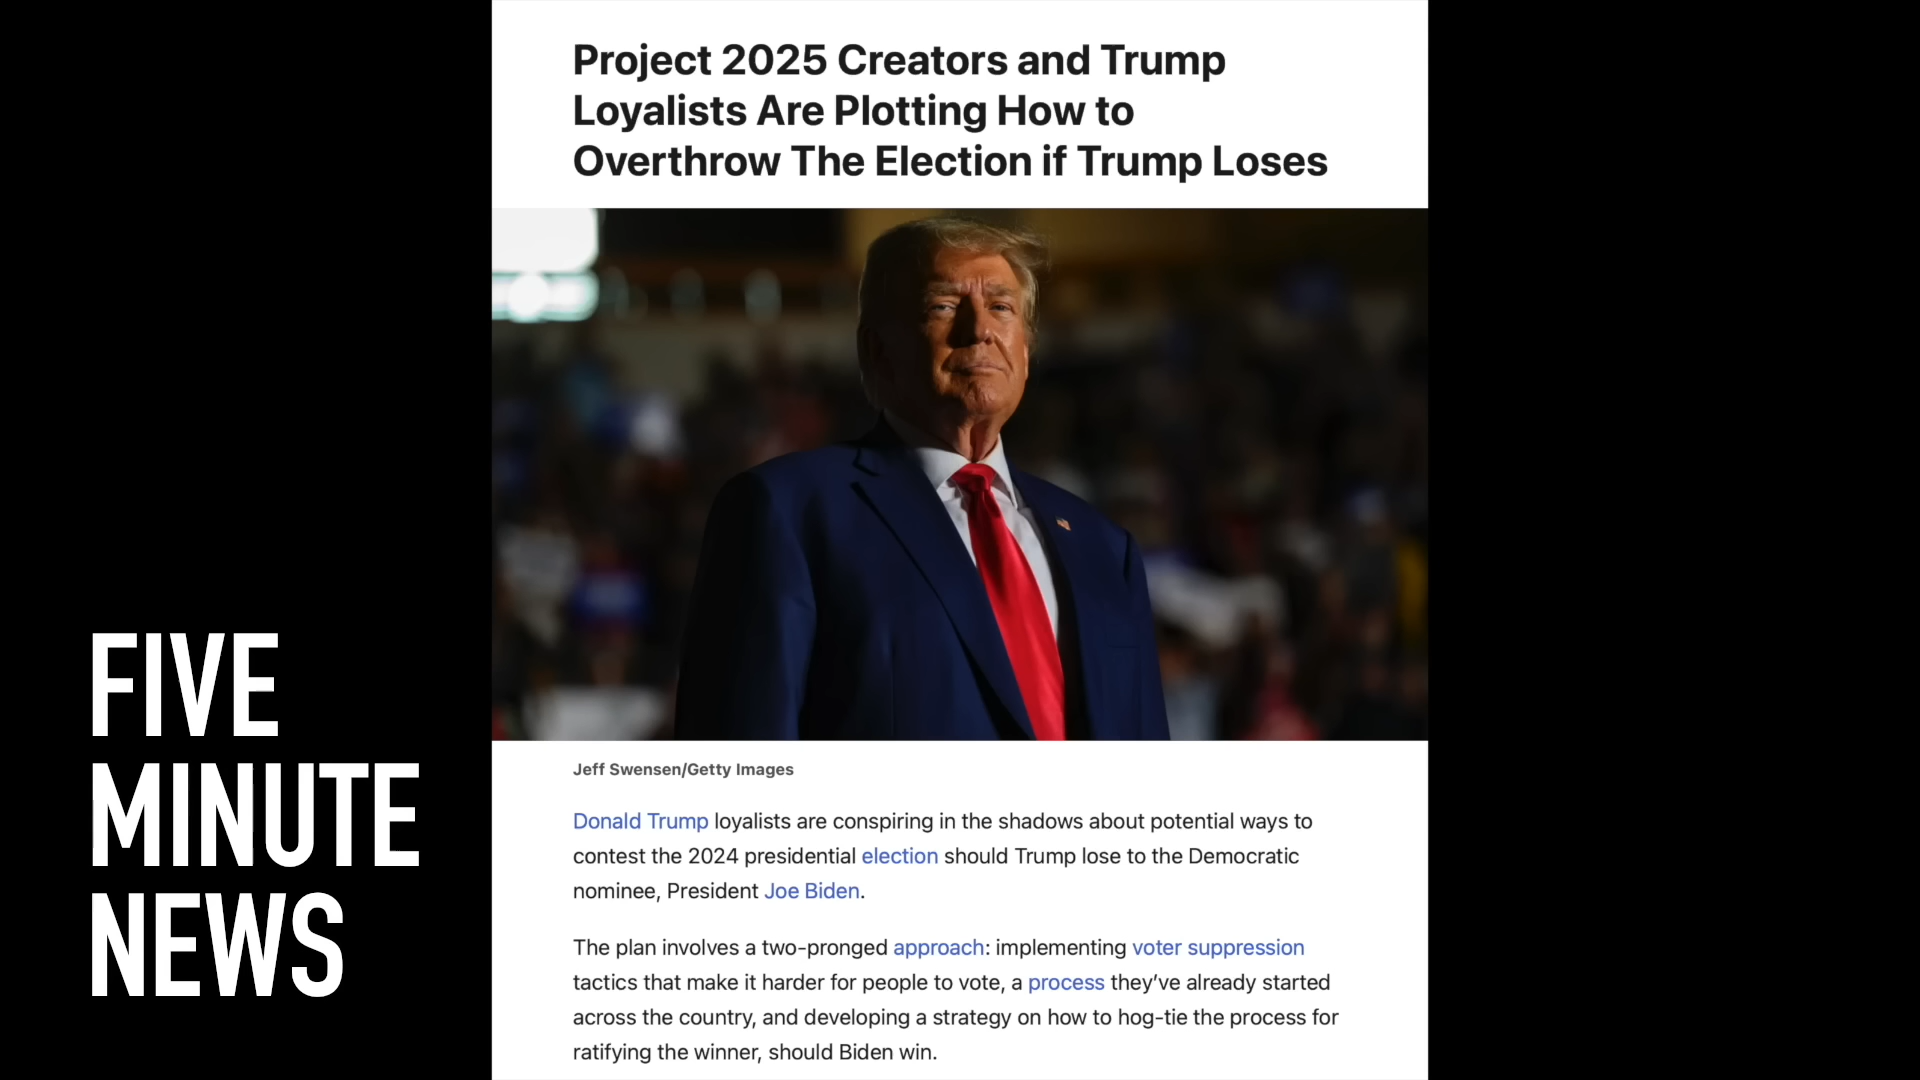 Project 2025 Creators and Trump
Loyalists Are Plotting How to
Overthrow The Election if Trump Loses
Jeff Swensen/Getty Images
Donald Trump loyalists are conspiring in the shadows about potential ways to
contest the 2024 presidential election should Trump lose to the Democratic
nominee, President Joe Biden.
The plan involves a two-pronged approach: implementing voter suppression
tactics that make it harder for people to vote, a process they’ve already started
across the country, and developing a strategy on how to hog-tie the process for
ratifying the winner, should Biden win.
FIVE
MINUTE
NEWS